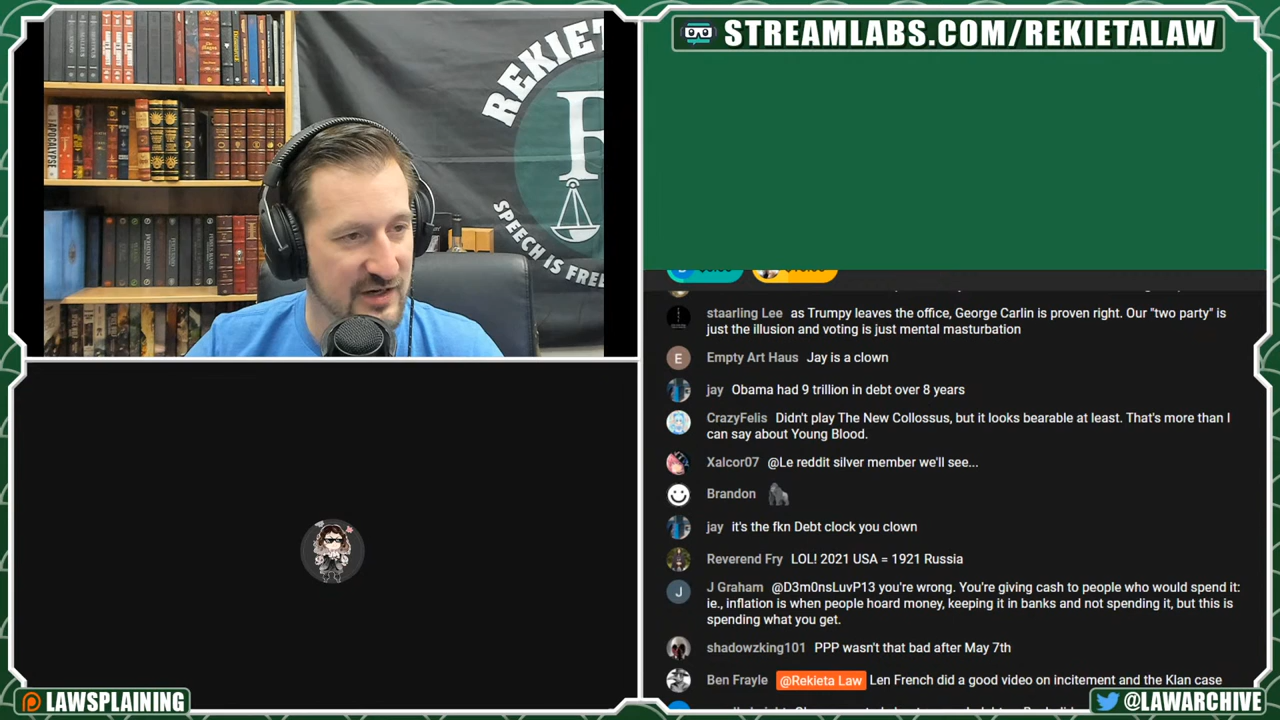 STREAMLABS.COM/REKIETALAW
REKIET
SPEECH IS FREE
APOCALYPSE
staarling Lee as Trumpy leaves the office, George Carlin is proven right. Our "two party" is
just the illusion and voting is just mental masturbation
E Empty Art Haus Jay is a clown
jay Obama had 9 trillion in debt over 8 years
CrazyFelis Didn't play The New Collossus, but it looks bearable at least. That's more than I
can say about Young Blood.
Xalcor07 @Le reddit silver member we'll see...
Brandon
jay it's the fkn Debt clock you clown
Reverend Fry LOL! 2021 USA = 1921 Russia
J J Graham @D3m0nsLuvP13 you're wrong. You're giving cash to people who would spend it:
ie., inflation is when people hoard money, keeping it in banks and not spending it, but this is
spending what you get.
shadowzking101 PPP wasn't that bad after May 7th
Ben Frayle @Rekieta Law Len French did a good video on incitement and the Klan case
LAWSPLAINING
@LAWARCHIVE